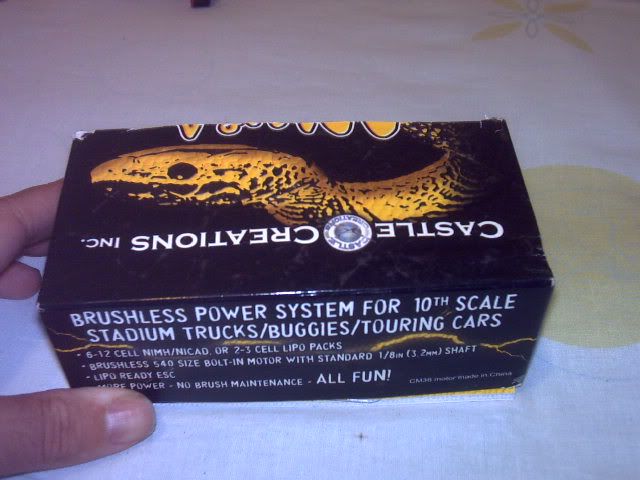 CASTLE CREATIONS INC.
BRUSHLESS POWER SYSTEM FOR 10TH SCALE
STADIUM TRUCKS/BUGGIES/TOURING CARS
• 6-12 CELL NIMH/NICAD, OR 2-3 CELL LIPO PACKS
• BRUSHLESS 540 SIZE BOLT-IN MOTOR WITH STANDARD 1/8IN (3.2MM) SHAFT
• LIPO READY ESC
MORE POWER - NO BRUSH MAINTENANCE - ALL FUN!
CM36 motor made in China